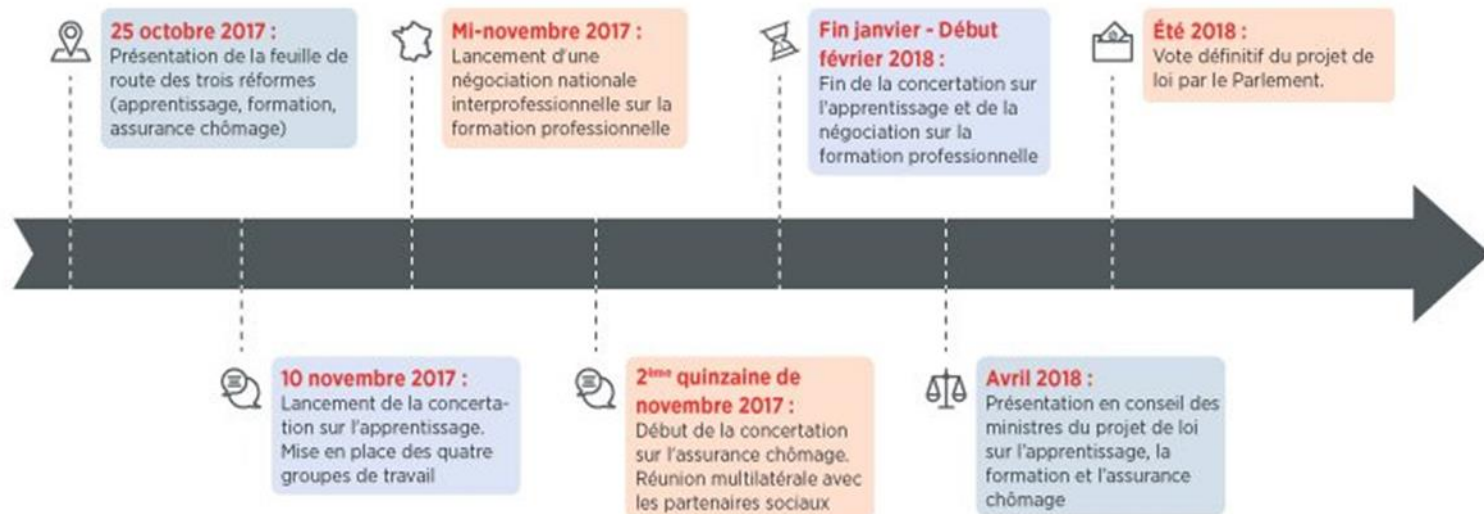 25 octobre 2017 :
Présentation de la feuille de
route des trois réformes
(apprentissage, formation,
assurance chômage)
10 novembre 2017 :
Lancement de la concerta-
tion sur l'apprentissage.
Mise en place des quatre
groupes de travail
Mi-novembre 2017 :
Lancement d'une
négociation nationale
interprofessionnelle sur la
formation professionnelle
2ème quinzaine de
novembre 2017 :
Début de la concertation
sur l'assurance chômage.
Réunion multilatérale avec
les partenaires sociaux
Fin janvier - Début
février 2018 :
Fin de la concertation sur
l'apprentissage et de la
négociation sur la
formation professionnelle
Avril 2018 :
Présentation en conseil des
ministres du projet de loi
sur l'apprentissage, la
formation et l'assurance
chômage
Été 2018 :
Vote définitif du projet de
loi par le Parlement.